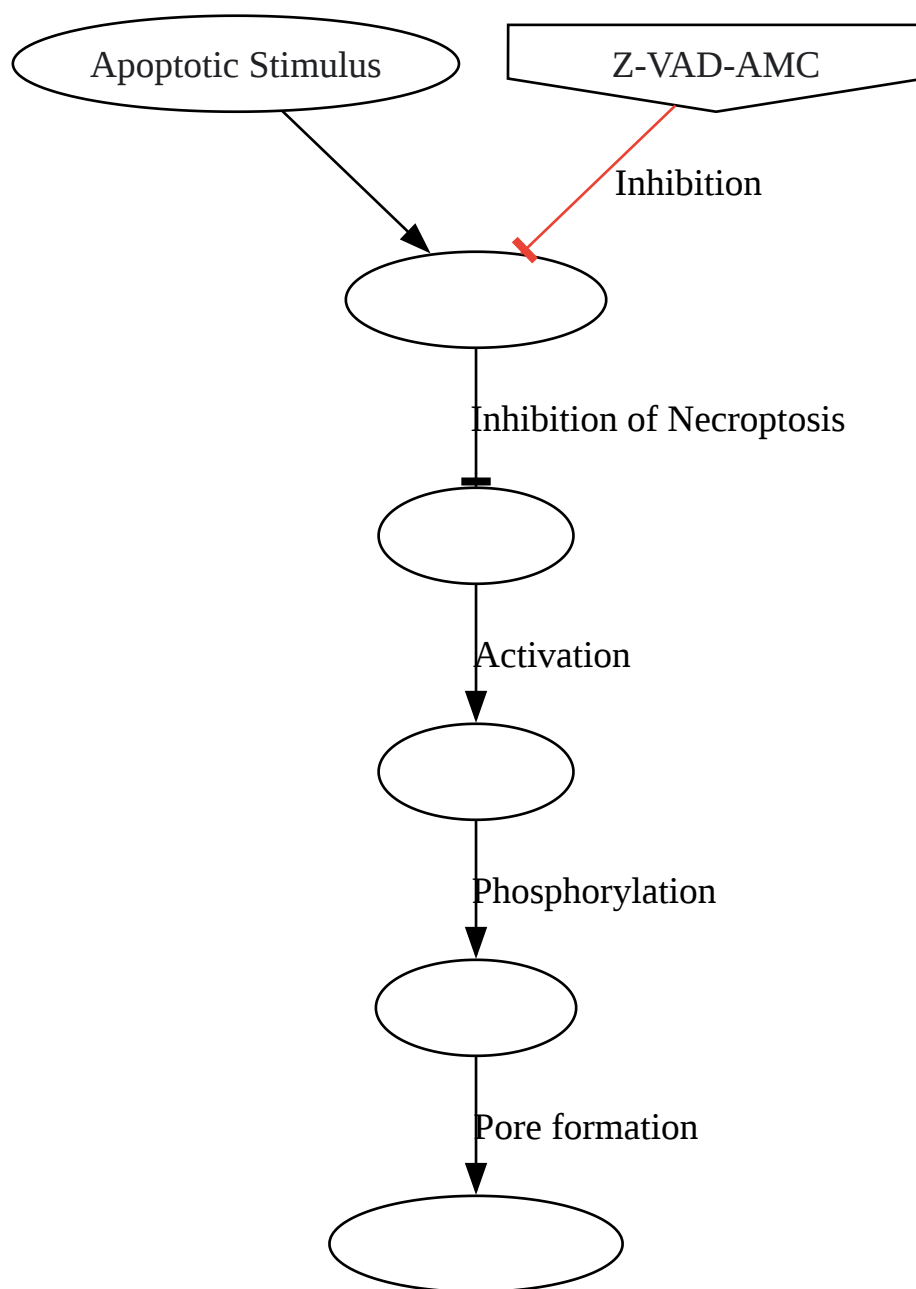 Apoptotic Stimulus
Z-VAD-AMC
Inhibition
Inhibition of Necroptosis
Activation
Phosphorylation
Pore formation